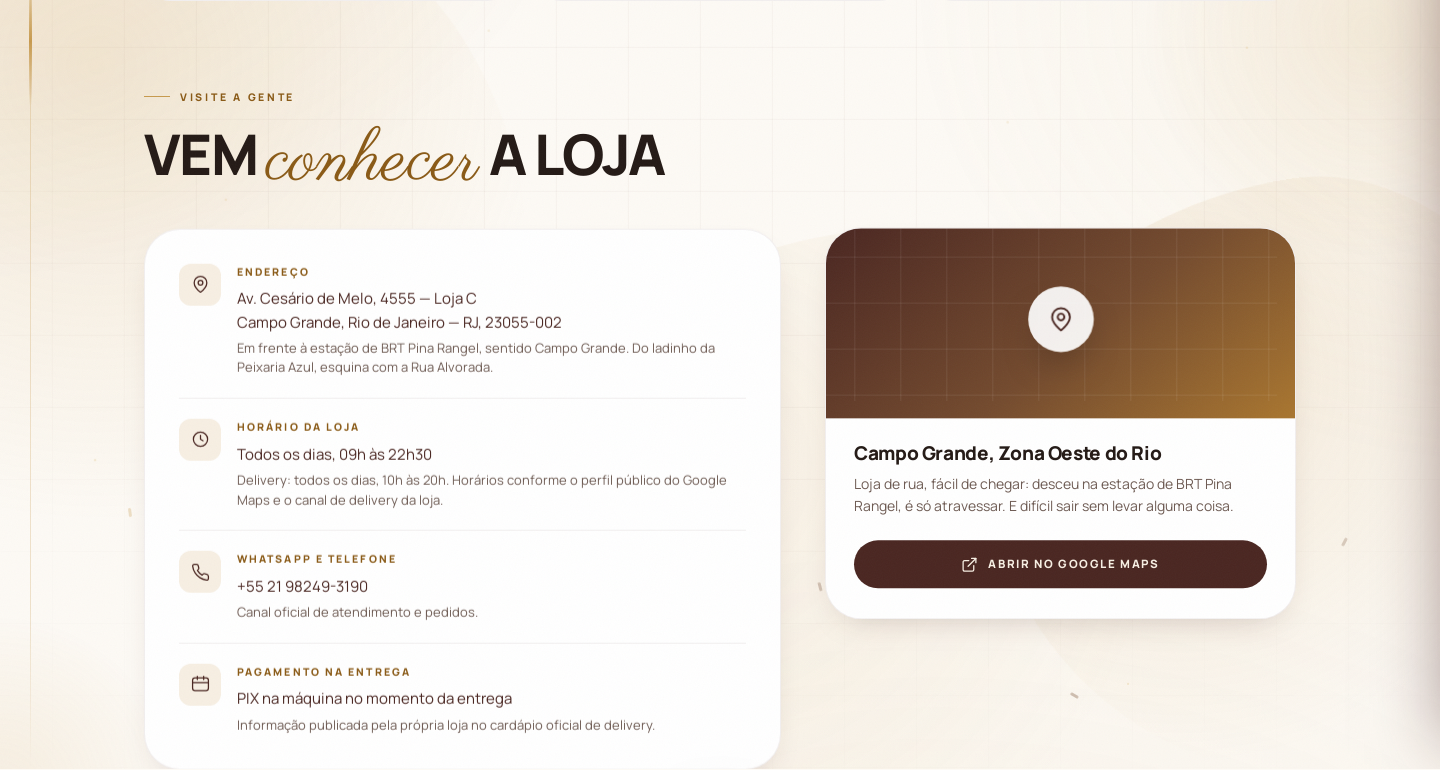 VISITE A GENTE
VEM conhecer A LOJA
ENDEREÇO
Av. Cesário de Melo, 4555 — Loja C
Campo Grande, Rio de Janeiro — RJ, 23055-002
Em frente à estação de BRT Pina Rangel, sentido Campo Grande. Do ladinho da
Peixaria Azul, esquina com a Rua Alvorada.
HORÁRIO DA LOJA
Todos os dias, 09h às 22h30
Delivery: todos os dias, 10h às 20h. Horários conforme o perfil público do Google
Maps e o canal de delivery da loja.
WHATSAPP E TELEFONE
+55 21 98249-3190
Canal oficial de atendimento e pedidos.
PAGAMENTO NA ENTREGA
PIX na máquina no momento da entrega
Informação publicada pela própria loja no cardápio oficial de delivery.
Campo Grande, Zona Oeste do Rio
Loja de rua, fácil de chegar: desceu na estação de BRT Pina
Rangel, é só atravessar. E difícil sair sem levar alguma coisa.
ABRIR NO GOOGLE MAPS